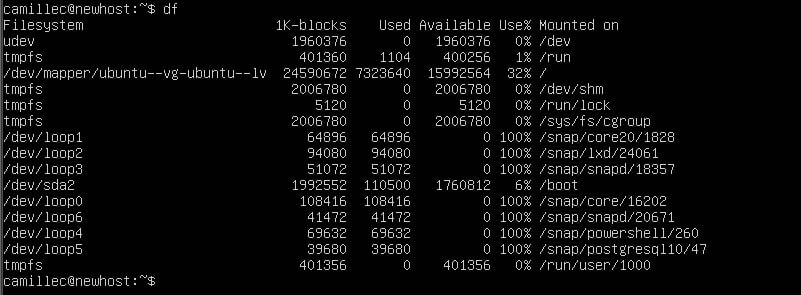 camillec@newhost:~$ df
Filesystem                        1K-blocks    Used Available Use% Mounted on
udev                                1960376       0   1960376   0% /dev
tmpfs                                401360    1104    400256   1% /run
/dev/mapper/ubuntu--vg-ubuntu--lv  24590672 7323640  15992564  32% /
tmpfs                               2006780       0   2006780   0% /dev/shm
tmpfs                                  5120       0      5120   0% /run/lock
tmpfs                               2006780       0   2006780   0% /sys/fs/cgroup
/dev/loop1                            64896   64896         0 100% /snap/core20/1828
/dev/loop2                            94080   94080         0 100% /snap/lxd/24061
/dev/loop3                            51072   51072         0 100% /snap/snapd/18357
/dev/sda2                           1992552  110500   1760812   6% /boot
/dev/loop0                           108416  108416         0 100% /snap/core/16202
/dev/loop6                            41472   41472         0 100% /snap/snapd/20671
/dev/loop4                            69632   69632         0 100% /snap/powershell/260
/dev/loop5                            39680   39680         0 100% /snap/postgresql10/47
tmpfs                                401356       0    401356   0% /run/user/1000
camillec@newhost:~$